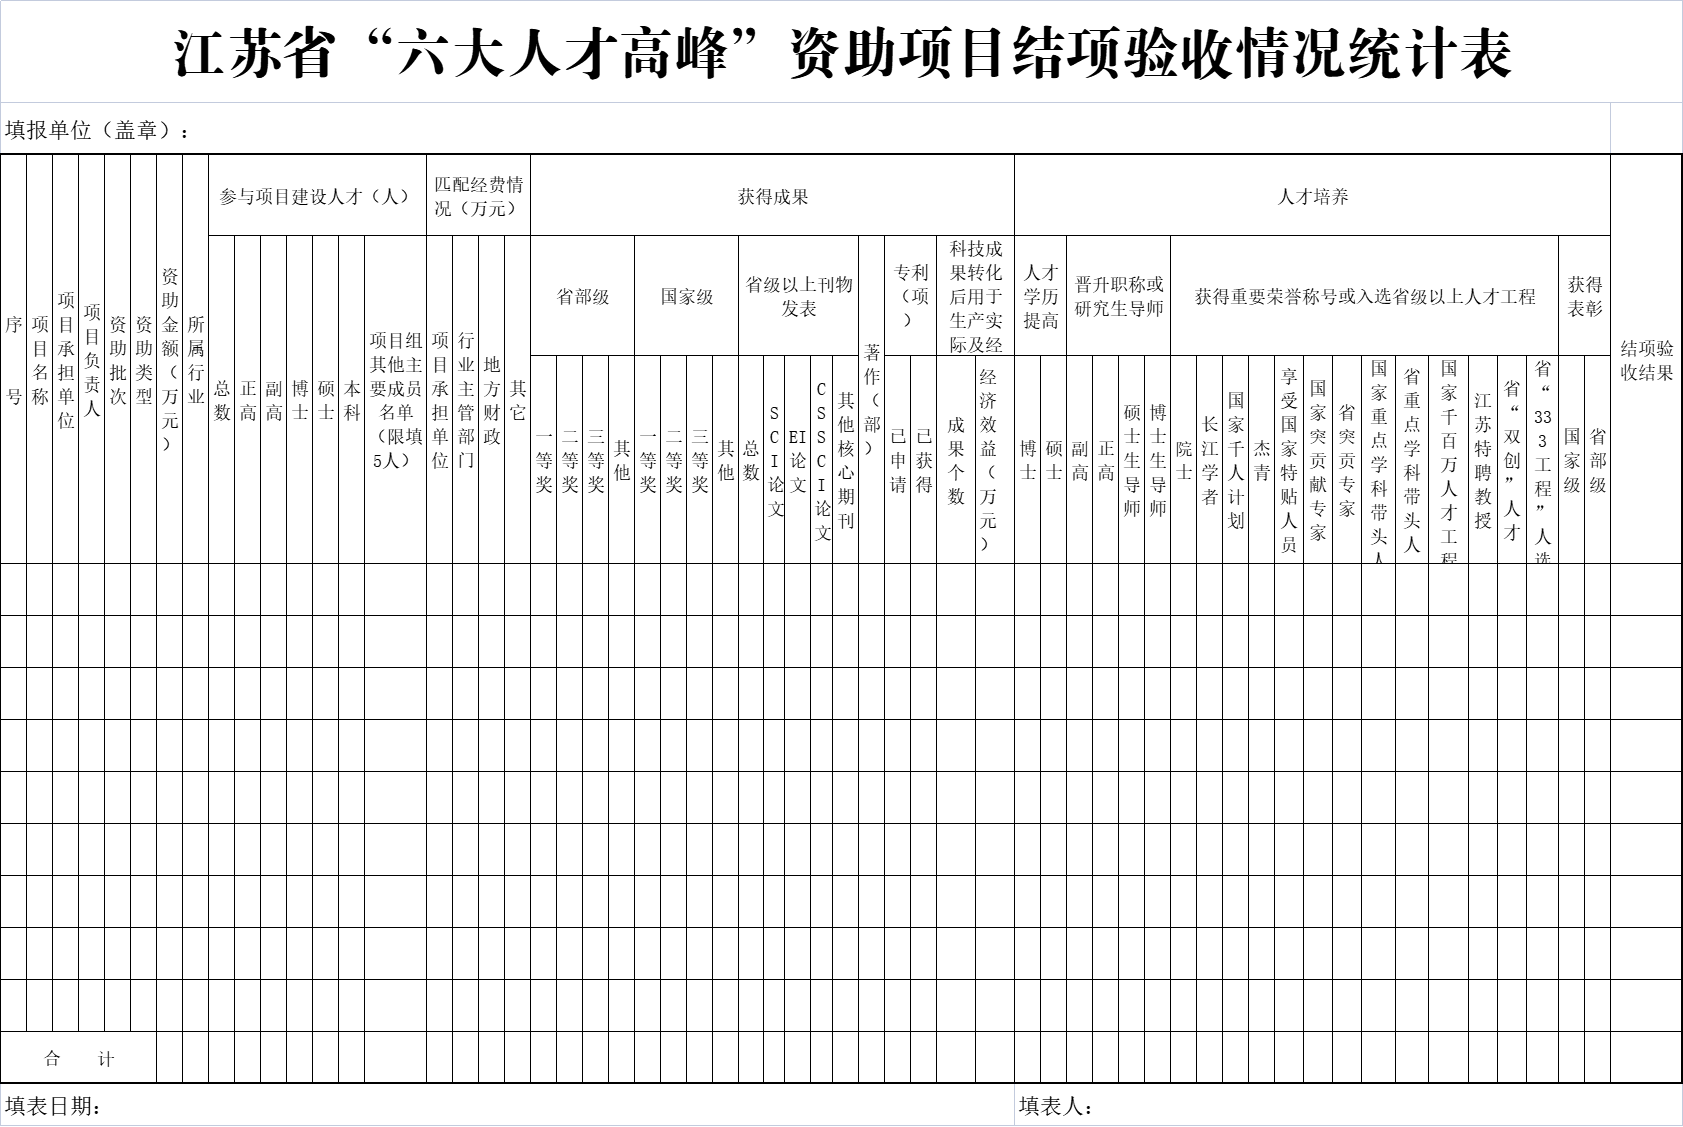 江苏省“六大人才高峰”资助项目结项验收情况统计表
填报单位（盖章）：
序号
项目名称
项目承担单位
项目负责人
资助批次
资助类型
资助金额（万元）
所属行业
参与项目建设人才（人）
总数
正高
副高
博士
硕士
本科
项目组
其他主
要成员
名单
（限填
5人）
匹配经费情
况（万元）
项目承担单位
行业主管部门
地方财政
其它
获得成果
省部级
一等奖
二等奖
三等奖
其他
国家级
一等奖
二等奖
三等奖
其他
省级以上刊物
发表
总数
SCI论文
EI论文
CSSCI论文
其他核心期刊
著作（部）
专利
（项
）
已申请
已获得
科技成
果转化
后用于
生产实
际及经
成果个数
经济效益（万元）
人才培养
人才
学历
提高
博士
硕士
晋升职称或
研究生导师
副高
正高
硕士生导师
博士生导师
获得重要荣誉称号或入选省级以上人才工程
院士
长江学者
国家千人计划
杰青
享受国家特贴人员
国家突贡献专家
省突贡专家
国家重点学科带头人
省重点学科带头人
国家千百万人才工程
江苏特聘教授
省“双创”人才
省“333工程”人选
获得
表彰
国家级
省部级
结项验
收结果
合 计
填表日期：
填表人：